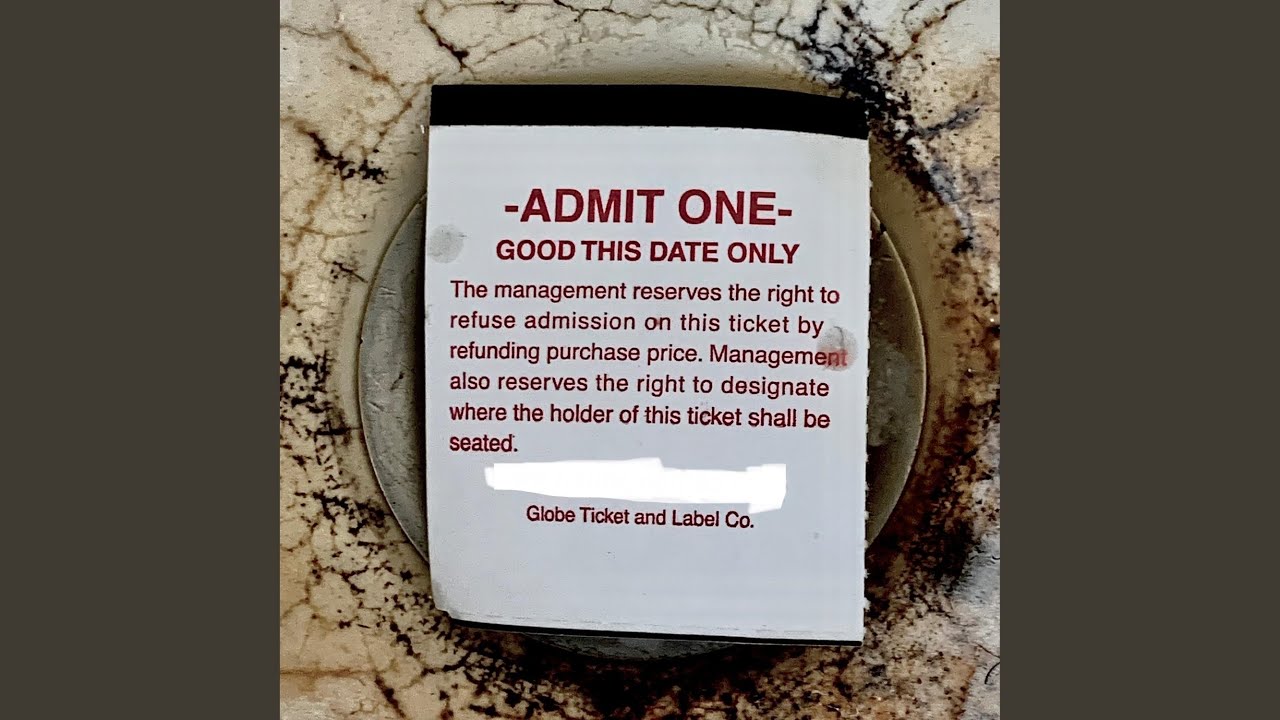 -ADMIT ONE-
GOOD THIS DATE ONLY
The management reserves the right to
refuse admission on this ticket by
refunding purchase price. Management
also reserves the right to designate
where the holder of this ticket shall be
seated.
Globe Ticket and Label Co.